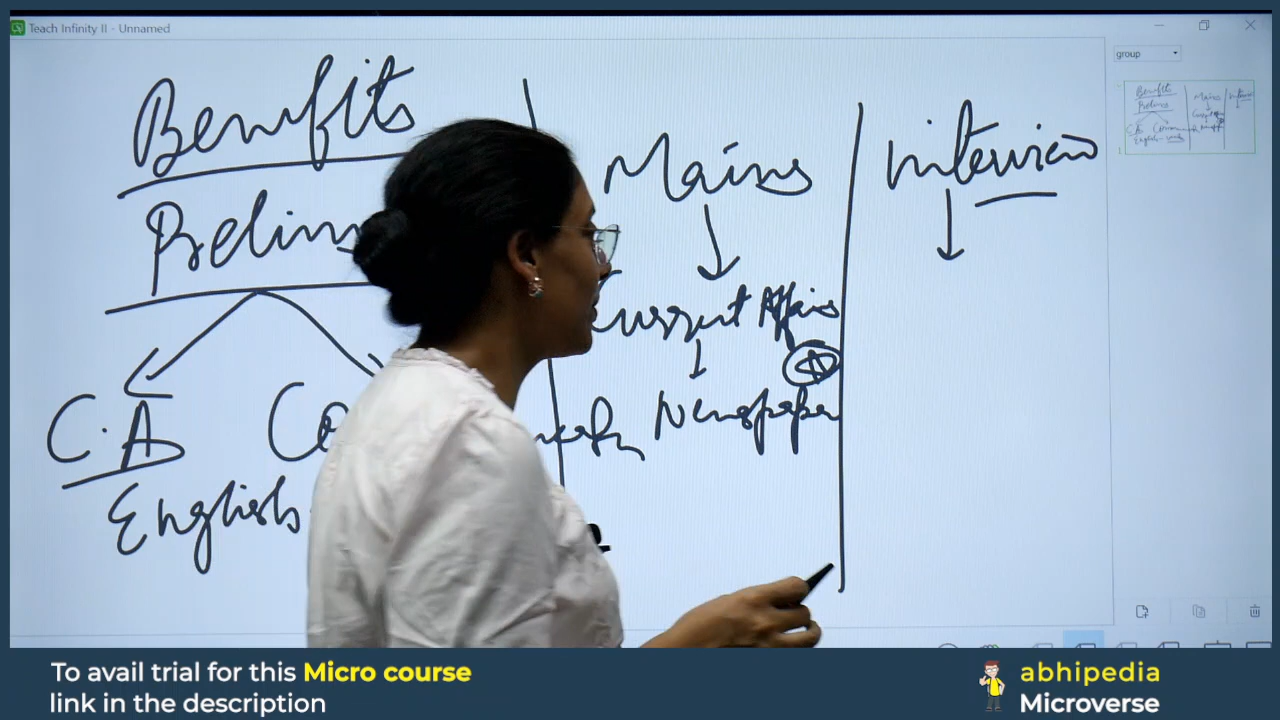 Teach Infinity II - Unnamed
group
Benefits
Prelims
C.A
English
Mains
Current Affairs
A
Newspaper
Interview
To avail trial for this Micro course
link in the description
abhipedia
Microverse